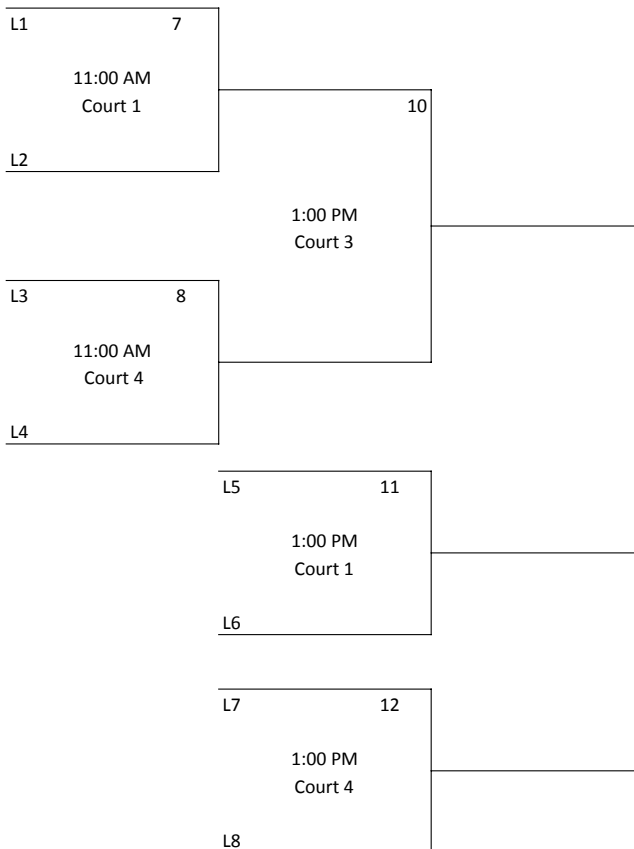 L1 7
11:00 AM
Court 1
10
L2
1:00 PM
Court 3
L3 8
11:00 AM
Court 4
L4
L5 11
1:00 PM
Court 1
L6
L7 12
1:00 PM
Court 4
L8